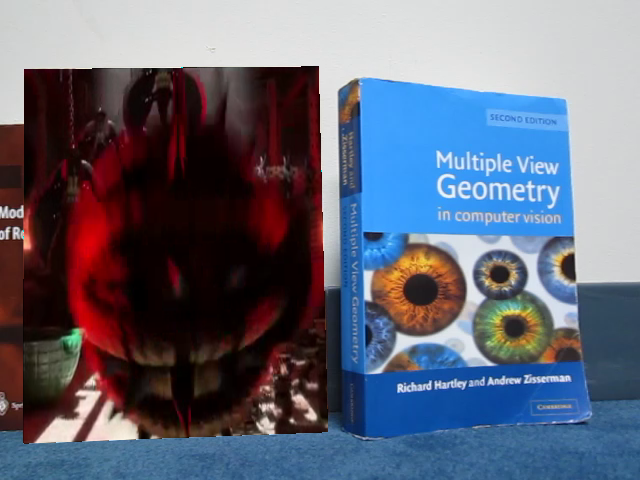 Mod
of Re
SECOND EDITION
Multiple View
Geometry
in computer vision
Richard Hartley and Andrew Zisserman
CAMBRIDGE
Hartley and
Zisserman
Multiple View Geometry